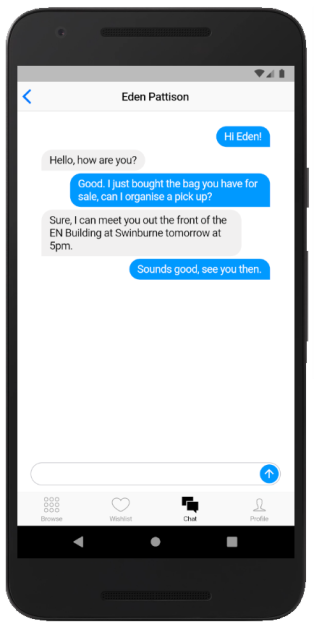 Eden Pattison
Hi Eden!
Hello, how are you?
Good. I just bought the bag you have for
sale, can I organise a pick up?
Sure, I can meet you out the front of the
EN Building at Swinburne tomorrow at
5pm.
Sounds good, see you then.
Browse
Wishlist
Chat
Profile